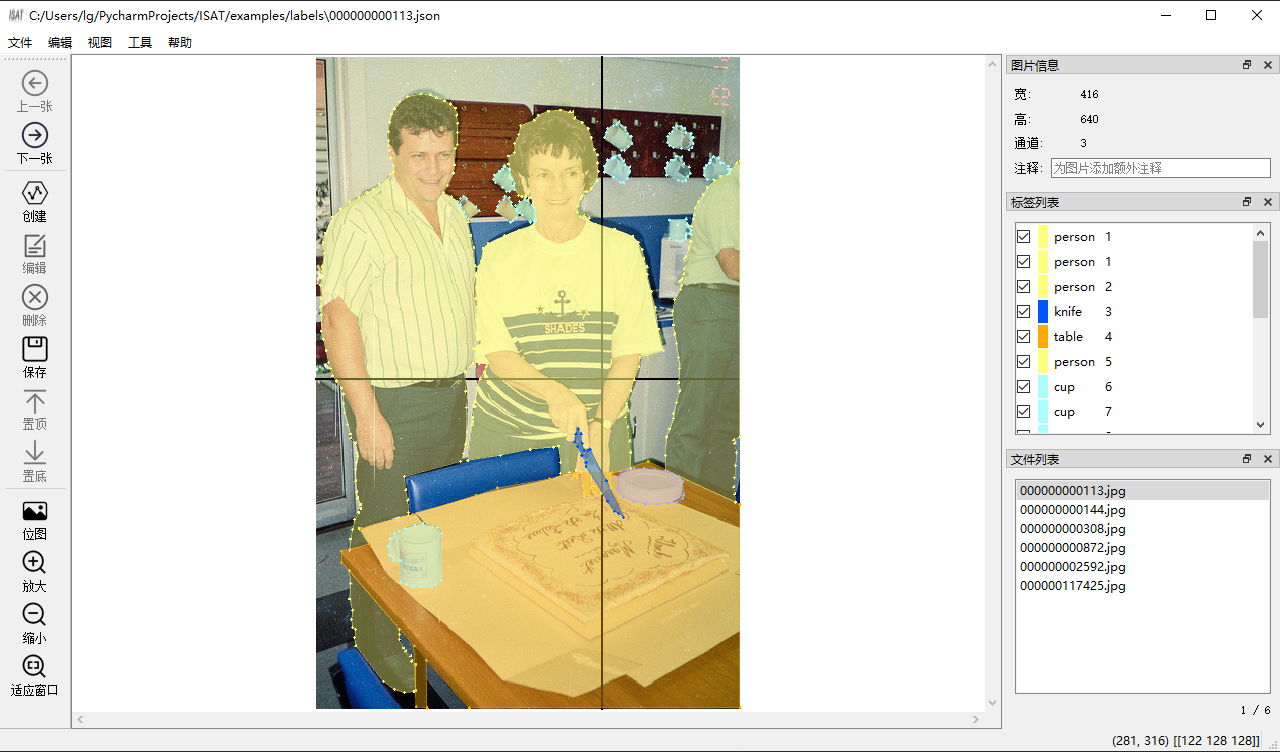 ISAT C:/Users/lg/PycharmProjects/ISAT/examples/labels\000000000113.json
文件 编辑 视图 工具 帮助
上一张
下一张
创建
编辑
删除
保存
置顶
置底
位图
放大
缩小
适应窗口
SHADES
图片信息
宽: 416
高: 640
通道: 3
注释: 为图片添加额外注释
标签列表
person 1
person 1
person 2
knife 3
table 4
person 5
cup 6
cup 7
文件列表
000000000113.jpg
000000000144.jpg
000000000308.jpg
000000000872.jpg
000000002592.jpg
000000117425.jpg
1 / 6
(281, 316) [[122 128 128]]